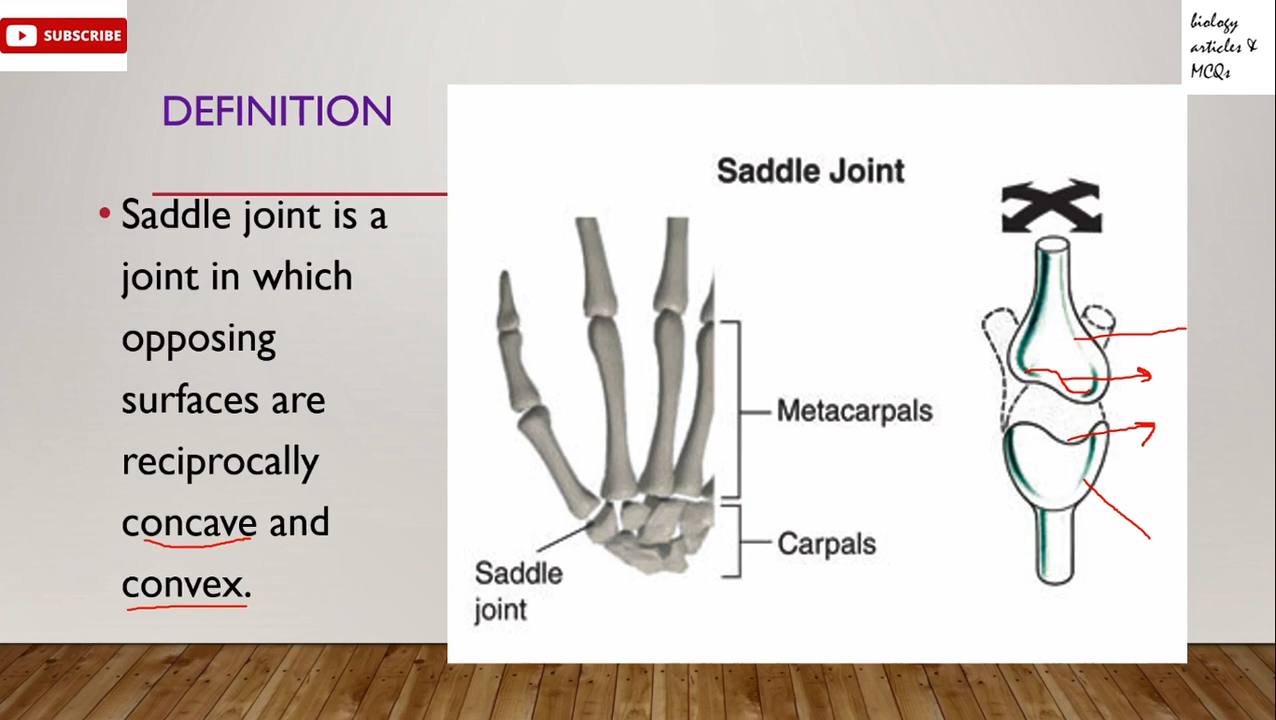 SUBSCRIBE
biology
articles &
MCQs
DEFINITION
• Saddle joint is a
joint in which
opposing
surfaces are
reciprocally
concave and
convex.
Saddle Joint
Metacarpals
Carpals
Saddle
joint